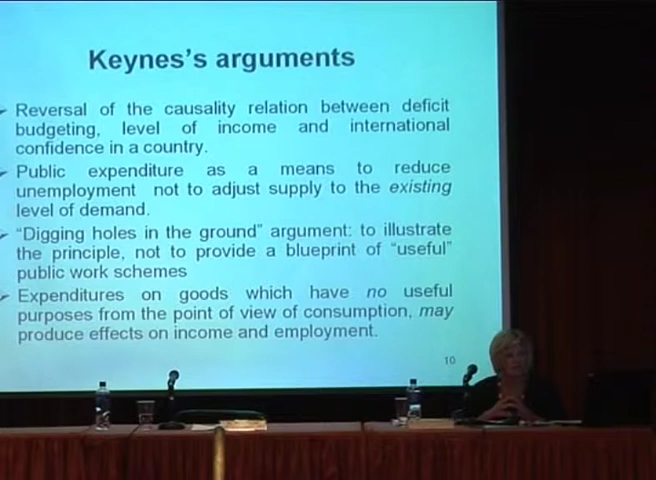 Keynes's arguments
Reversal of the causality relation between deficit
budgeting, level of income and international
confidence in a country.
Public expenditure as a means to reduce
unemployment not to adjust supply to the existing
level of demand.
"Digging holes in the ground" argument: to illustrate
the principle, not to provide a blueprint of "useful"
public work schemes
Expenditures on goods which have no useful
purposes from the point of view of consumption, may
produce effects on income and employment.
10